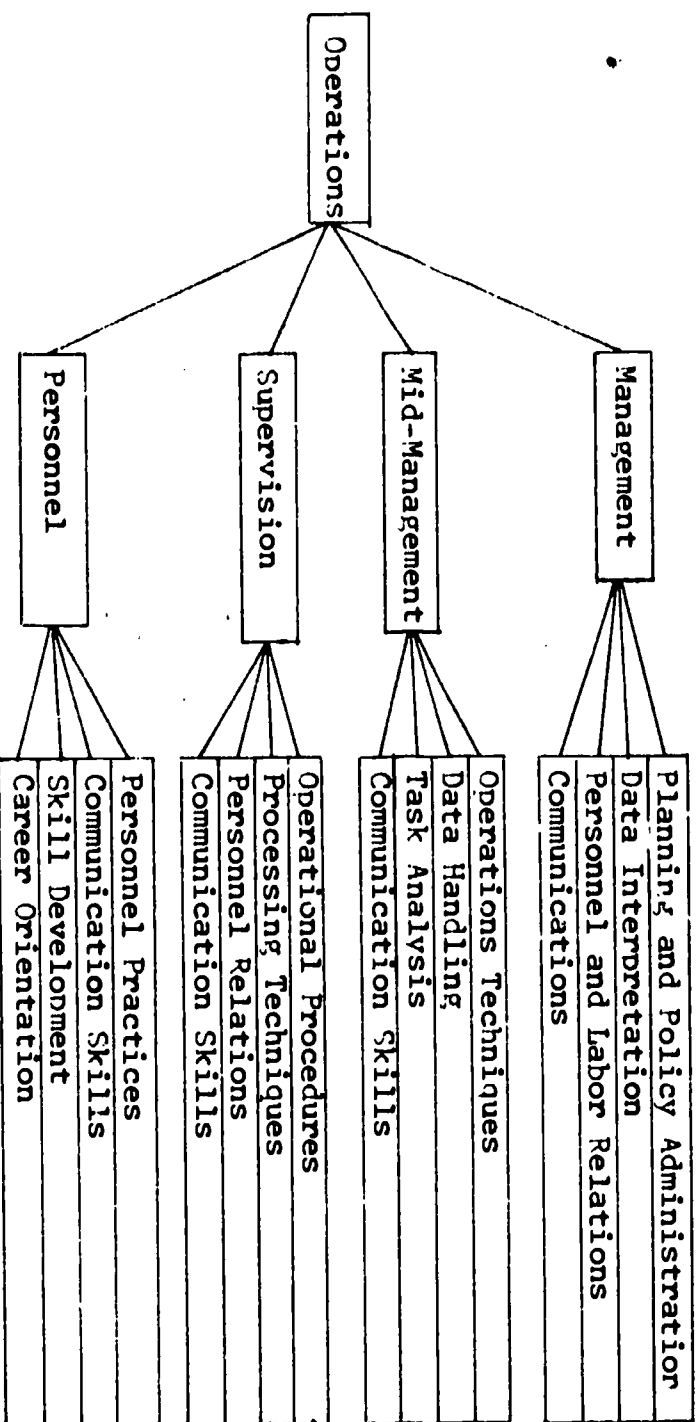 Operations
Management
Planning and Policy Administration
Data Interpretation
Personnel and Labor Relations
Communications
Mid-Management
Operations Techniques
Data Handling
Task Analysis
Communication Skills
Supervision
Operational Procedures
Processing Techniques
Personnel Relations
Communication Skills
Personnel
Personnel Practices
Communication Skills
Skill Development
Career Orientation